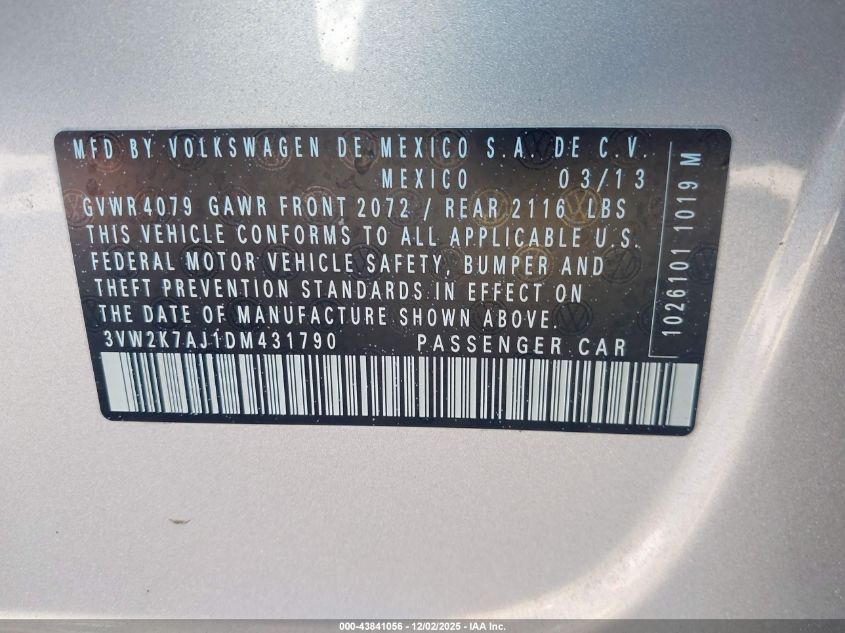 MFD BY VOLKSWAGEN DE MEXICO S.A. DE C.V.
MEXICO 03/13
GVWR 4079 GAWR FRONT 2072 / REAR 2116 LBS
THIS VEHICLE CONFORMS TO ALL APPLICABLE U.S.
FEDERAL MOTOR VEHICLE SAFETY, BUMPER AND
THEFT PREVENTION STANDARDS IN EFFECT ON
THE DATE OF MANUFACTURE SHOWN ABOVE.
3VW2K7AJ1DM431790 PASSENGER CAR
1026101 1019 M
000-43841056 - 12/02/2025 - IAA Inc.